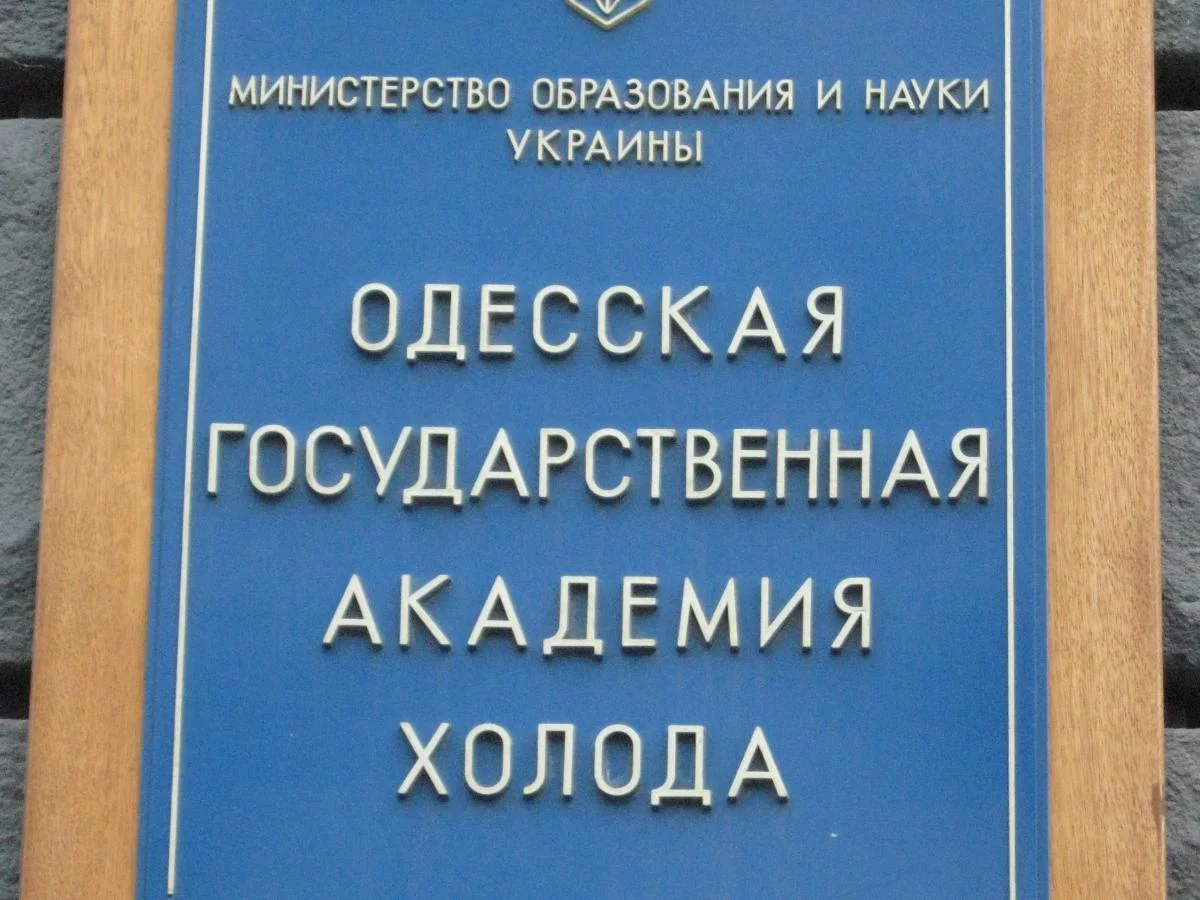 МИНИСТЕРСТВО ОБРАЗОВАНИЯ И НАУКИ
УКРАИНЫ
ОДЕССКАЯ
ГОСУДАРСТВЕННАЯ
АКАДЕМИЯ
ХОЛОДА